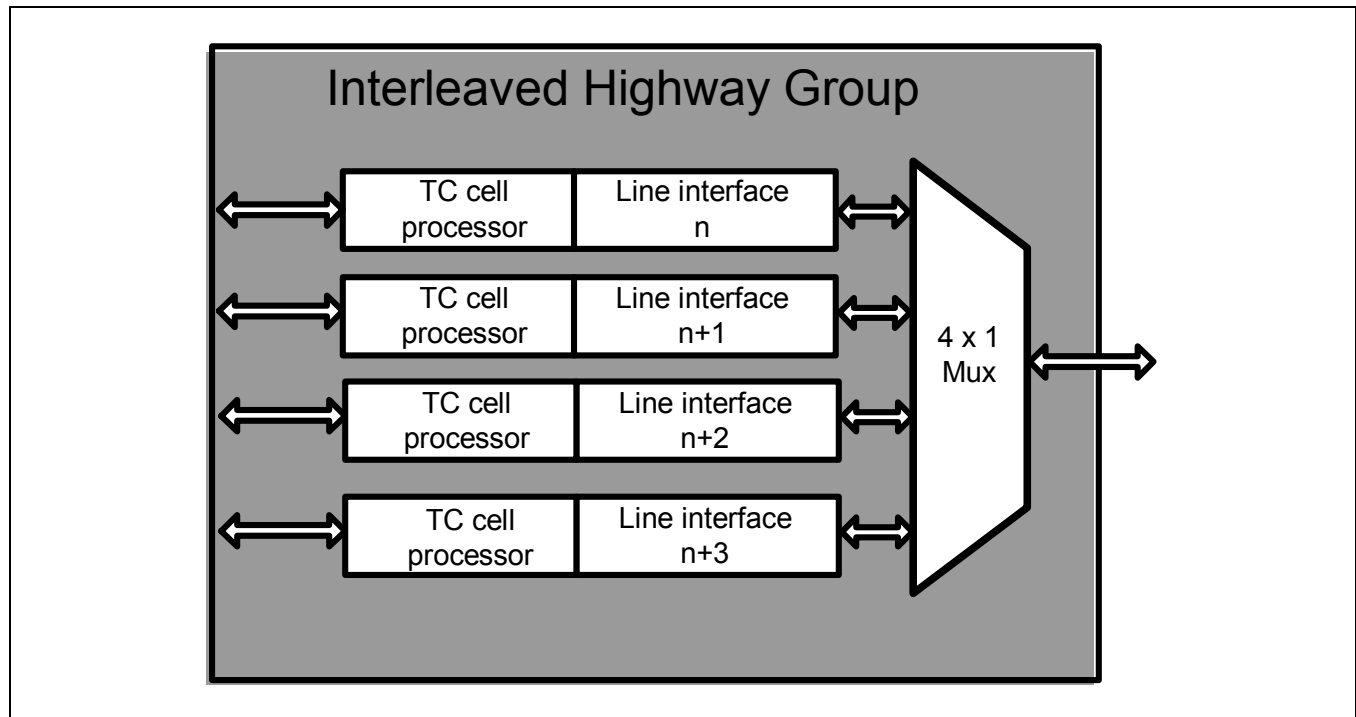 Interleaved Highway Group
TC cell
processor
Line interface
n
TC cell
processor
Line interface
n+1
TC cell
processor
Line interface
n+2
TC cell
processor
Line interface
n+3
4 x 1
Mux